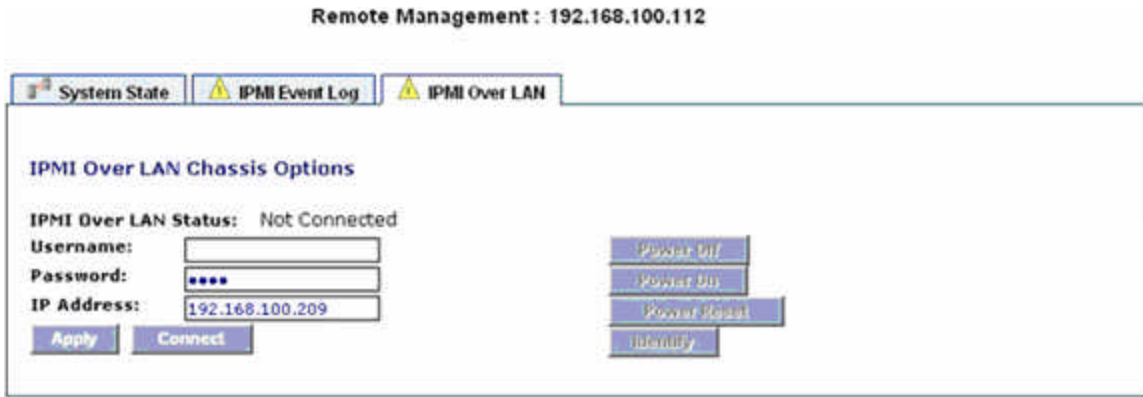 Remote Management : 192.168.100.112
System State
IPMI Event Log
IPMI Over LAN
IPMI Over LAN Chassis Options
IPMI Over LAN Status: Not Connected
Username:
Password: ••••
IP Address: 192.168.100.209
Apply
Connect
Power Off
Power On
Power Reset
Identify